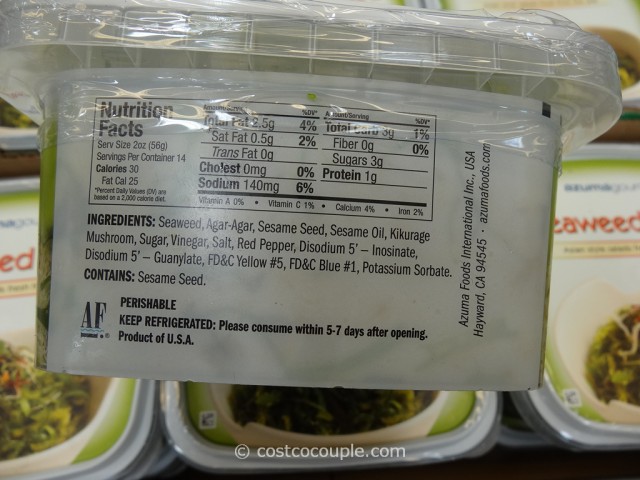 Nutrition
Facts
Serv Size 2oz (56g)
Servings Per Container 14
Calories 30
Fat Cal 25
*Percent Daily Values (DV) are
based on a 2,000 calorie diet.
Amount/Serving %DV*
Total Fat 2.5g 4%
Sat Fat 0.5g 2%
Trans Fat 0g
Cholest 0mg 0%
Sodium 140mg 6%
Amount/Serving %DV*
Total Carb 3g 1%
Fiber 0g 0%
Sugars 3g
Protein 1g
Vitamin A 0% • Vitamin C 1% • Calcium 4% • Iron 2%
INGREDIENTS: Seaweed, Agar-Agar, Sesame Seed, Sesame Oil, Kikurage
Mushroom, Sugar, Vinegar, Salt, Red Pepper, Disodium 5' – Inosinate,
Disodium 5' – Guanylate, FD&C Yellow #5, FD&C Blue #1, Potassium Sorbate.
CONTAINS: Sesame Seed.
AF
PERISHABLE
KEEP REFRIGERATED: Please consume within 5-7 days after opening.
Product of U.S.A.
Azuma Foods International Inc., USA
Hayward, CA 94545 · azumafoods.com
azumagou
eaweed
ed
© costcocouple.com